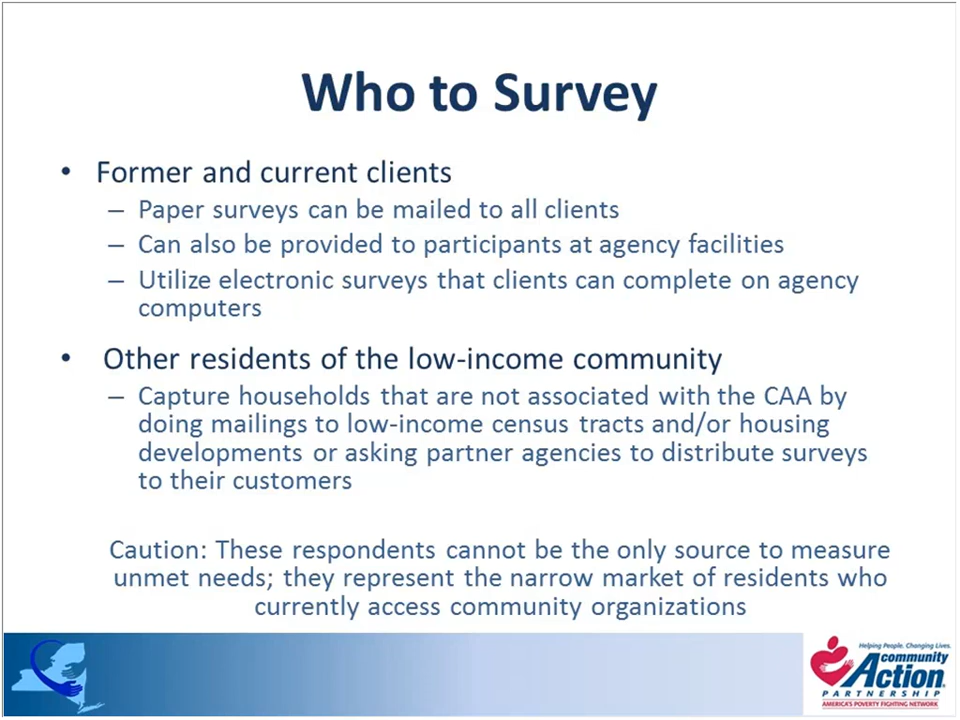 Who to Survey
• Former and current clients
– Paper surveys can be mailed to all clients
– Can also be provided to participants at agency facilities
– Utilize electronic surveys that clients can complete on agency
computers
• Other residents of the low-income community
– Capture households that are not associated with the CAA by
doing mailings to low-income census tracts and/or housing
developments or asking partner agencies to distribute surveys
to their customers
Caution: These respondents cannot be the only source to measure
unmet needs; they represent the narrow market of residents who
currently access community organizations
Helping People. Changing Lives.
community
Action
PARTNERSHIP
AMERICA'S POVERTY FIGHTING NETWORK